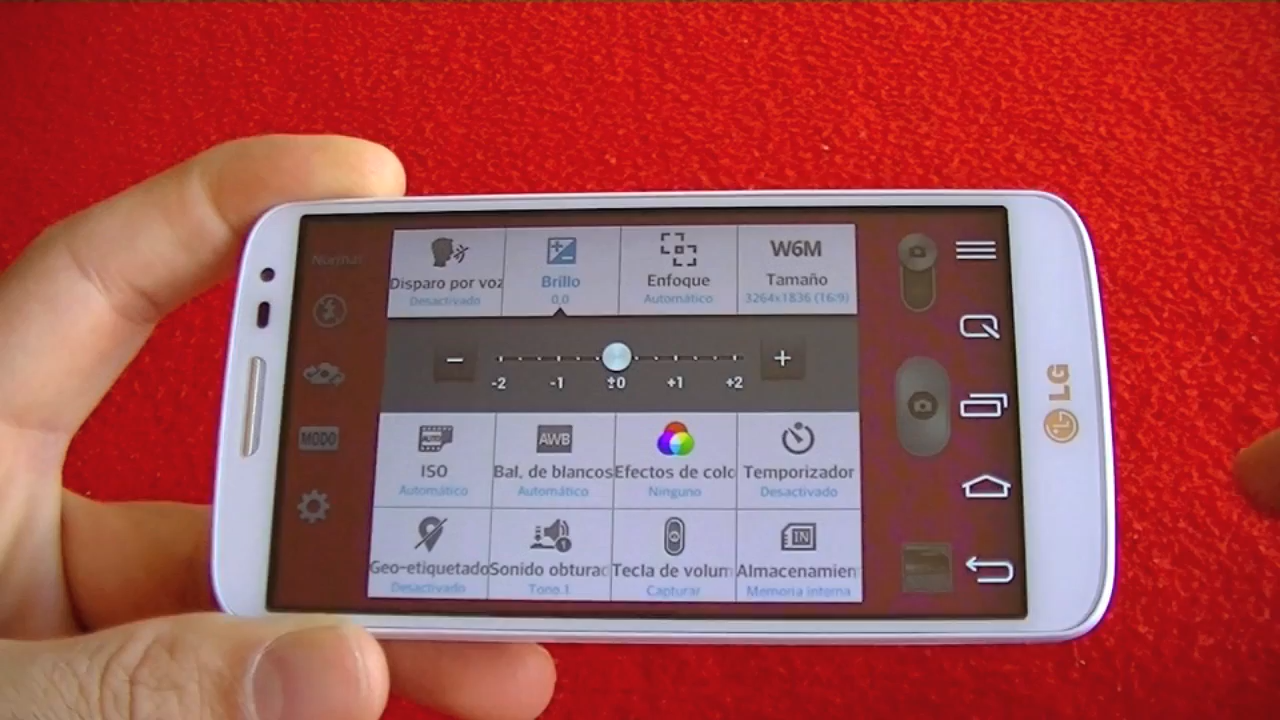 Normal
Disparo por voz
Desactivado
Brillo
0,0
Enfoque
Automático
W6M
Tamaño
3264x1836 (16:9)
-2 -1 ±0 +1 +2
MODO
AUTO
ISO
Automático
AWB
Bal. de blancos
Automático
Efectos de colo
Ninguno
Temporizador
Desactivado
Geo-etiquetado
Desactivado
1
Sonido obturac
Tono 1
Tecla de volum
Capturar
IN
Almacenamien
Memoria interna
LG